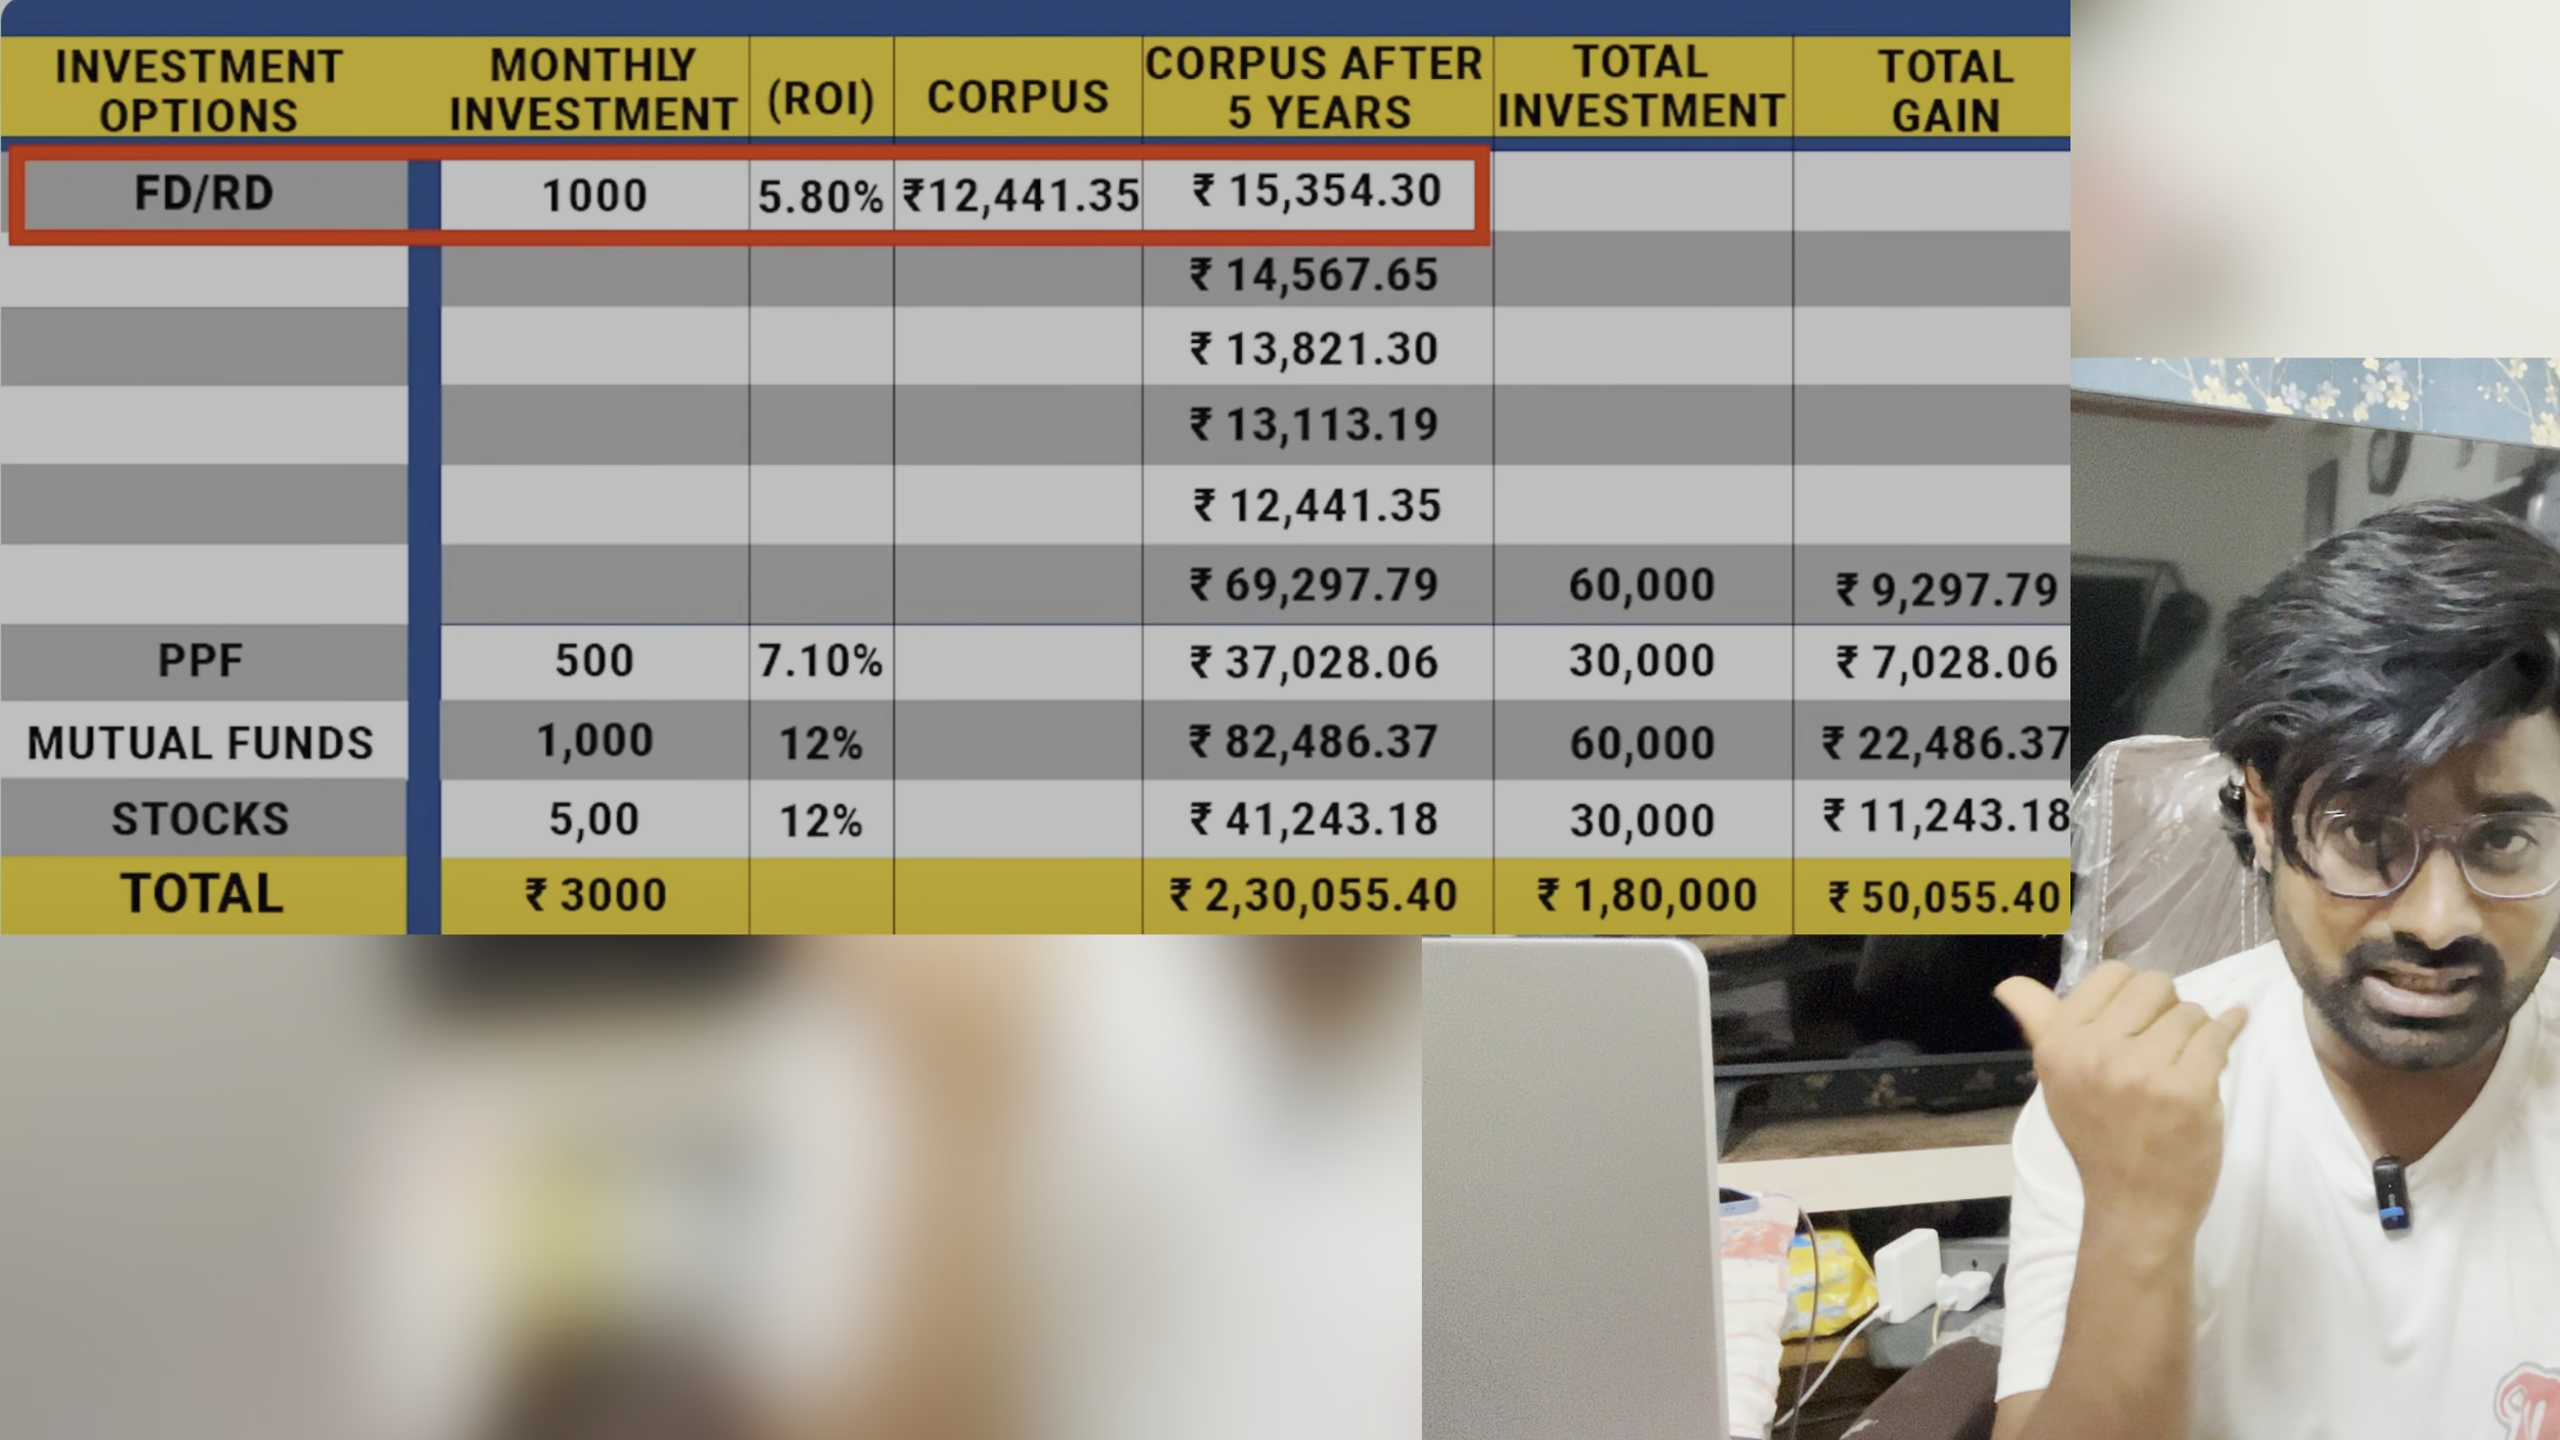 INVESTMENT OPTIONS MONTHLY INVESTMENT (ROI) CORPUS CORPUS AFTER 5 YEARS TOTAL INVESTMENT TOTAL GAIN
FD/RD 1000 5.80% ₹12,441.35 ₹ 15,354.30
₹ 14,567.65
₹ 13,821.30
₹ 13,113.19
₹ 12,441.35
₹ 69,297.79 60,000 ₹ 9,297.79
PPF 500 7.10% ₹ 37,028.06 30,000 ₹ 7,028.06
MUTUAL FUNDS 1,000 12% ₹ 82,486.37 60,000 ₹ 22,486.37
STOCKS 5,00 12% ₹ 41,243.18 30,000 ₹ 11,243.18
TOTAL ₹ 3000 ₹ 2,30,055.40 ₹ 1,80,000 ₹ 50,055.40